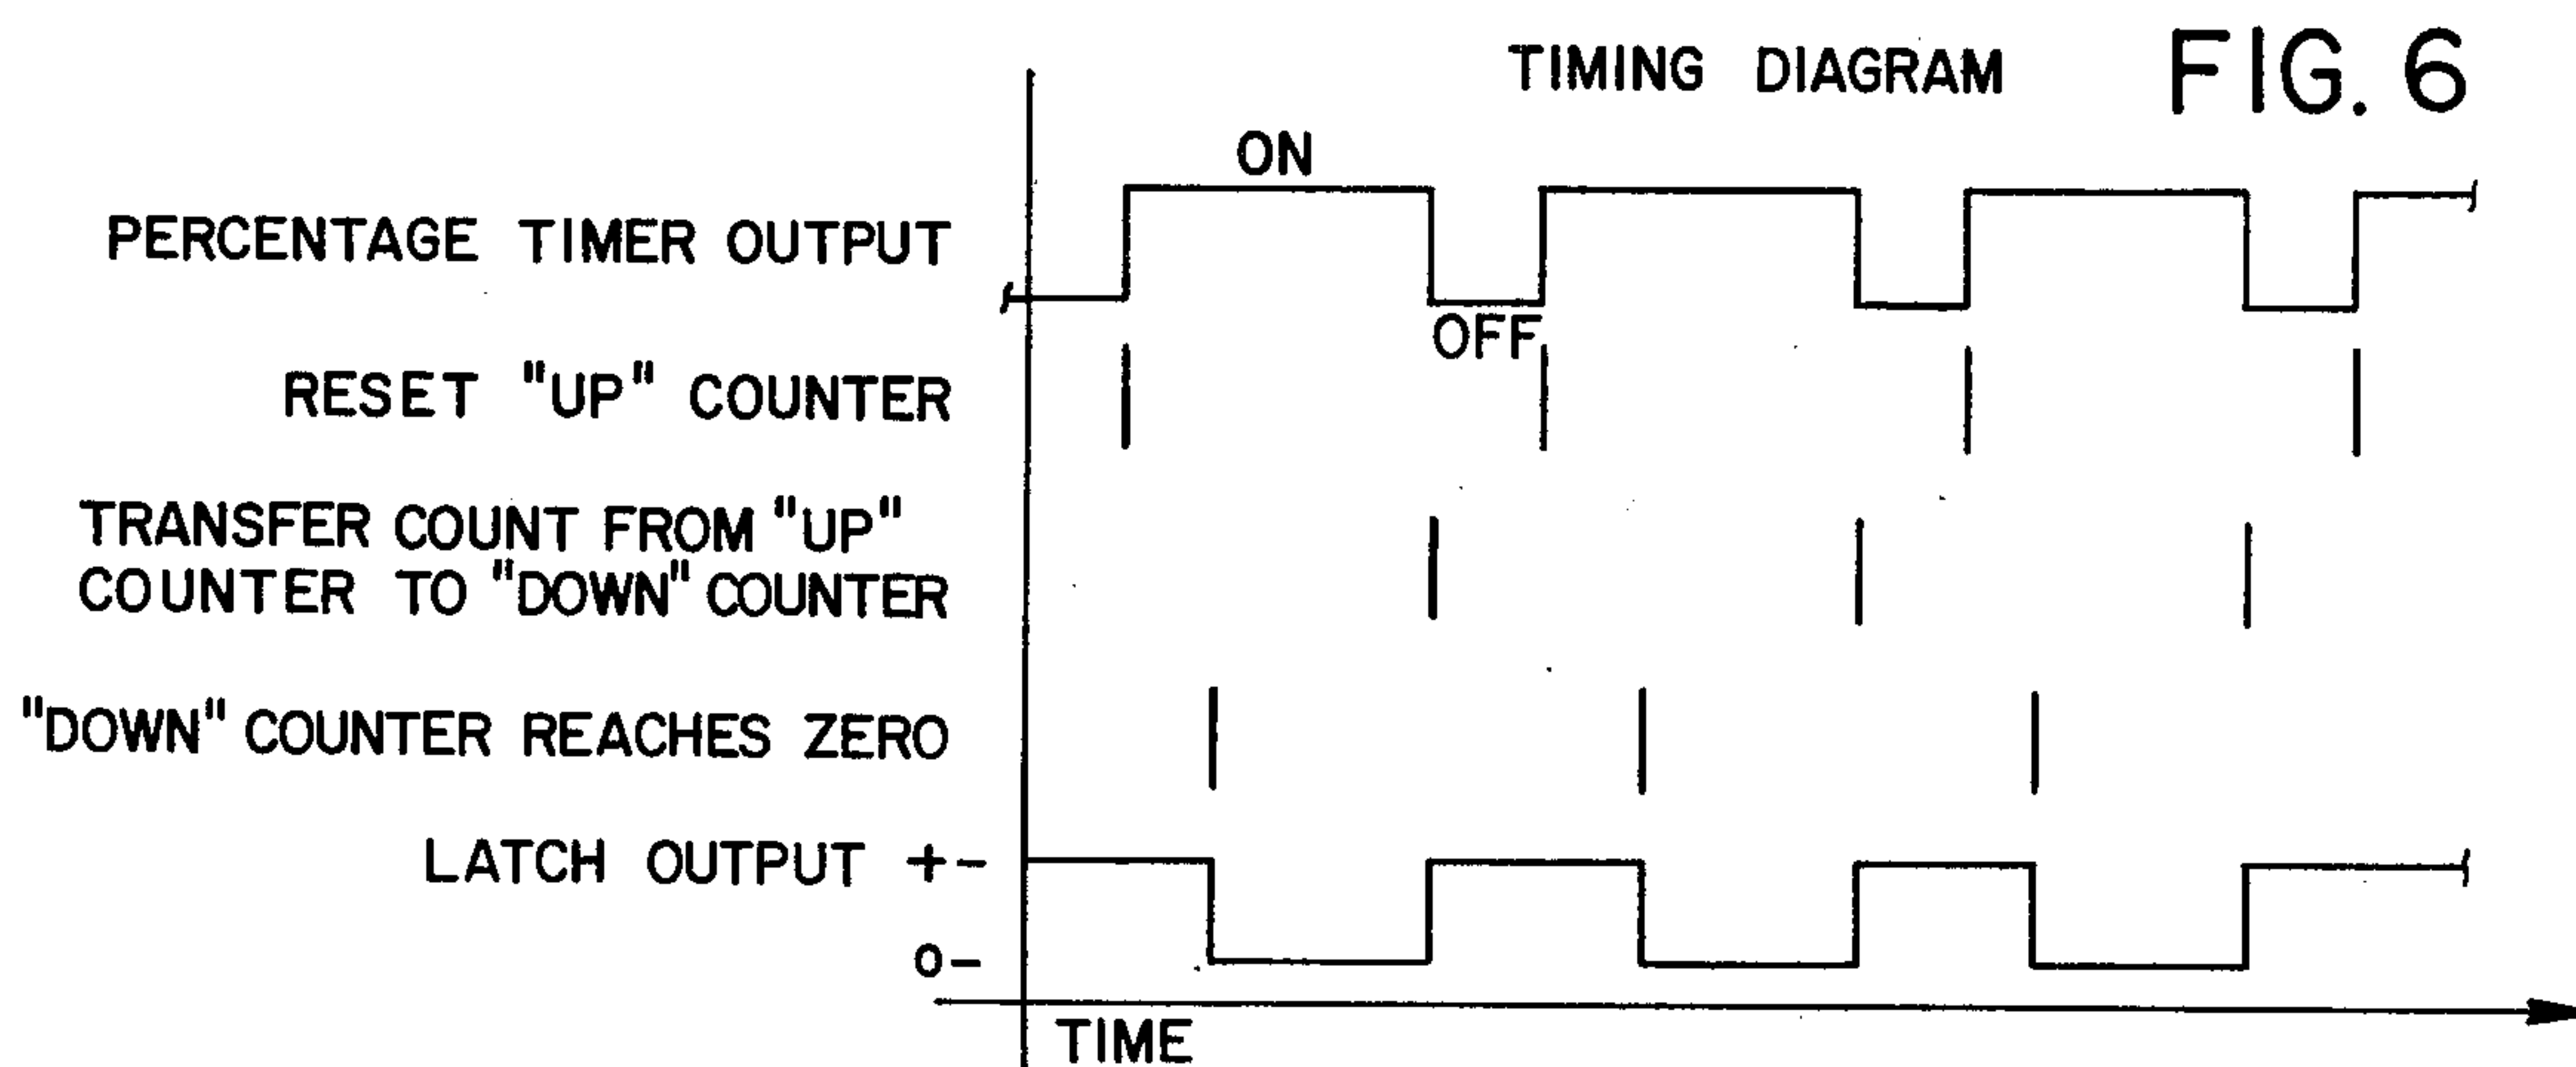 TIMING DIAGRAM
FIG. 6
ON
PERCENTAGE TIMER OUTPUT
OFF
RESET "UP" COUNTER
TRANSFER COUNT FROM "UP"
COUNTER TO "DOWN" COUNTER
"DOWN" COUNTER REACHES ZERO
LATCH OUTPUT +-
0-
TIME